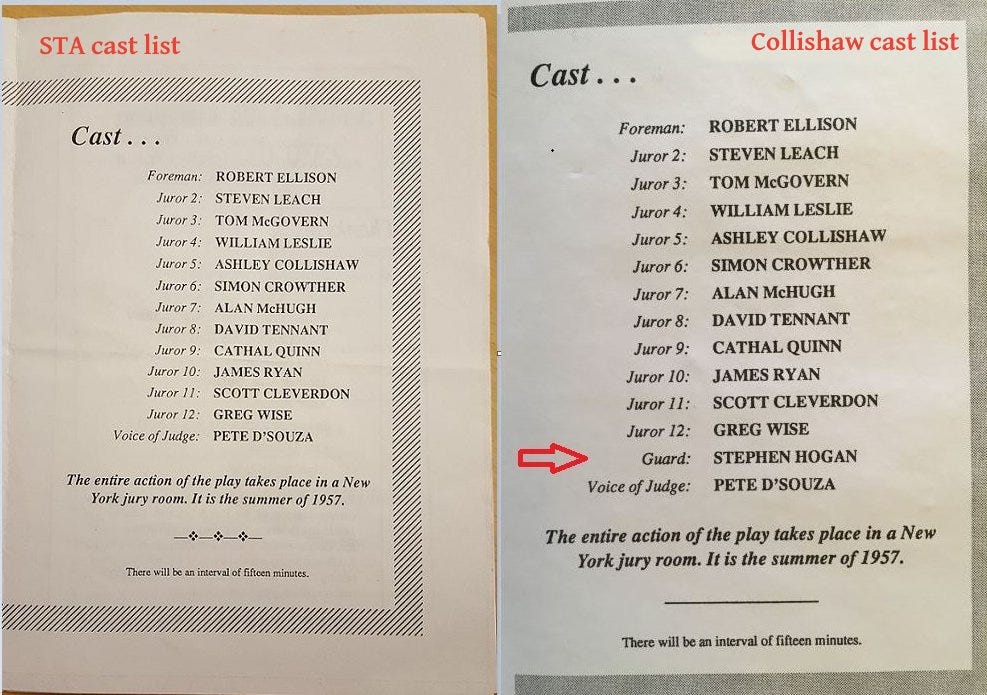 STA cast list
Cast . . .
Foreman: ROBERT ELLISON
Juror 2: STEVEN LEACH
Juror 3: TOM McGOVERN
Juror 4: WILLIAM LESLIE
Juror 5: ASHLEY COLLISHAW
Juror 6: SIMON CROWTHER
Juror 7: ALAN McHUGH
Juror 8: DAVID TENNANT
Juror 9: CATHAL QUINN
Juror 10: JAMES RYAN
Juror 11: SCOTT CLEVERDON
Juror 12: GREG WISE
Voice of Judge: PETE D'SOUZA
The entire action of the play takes place in a New
York jury room. It is the summer of 1957.
There will be an interval of fifteen minutes.
Collishaw cast list
Cast . . .
Foreman: ROBERT ELLISON
Juror 2: STEVEN LEACH
Juror 3: TOM McGOVERN
Juror 4: WILLIAM LESLIE
Juror 5: ASHLEY COLLISHAW
Juror 6: SIMON CROWTHER
Juror 7: ALAN McHUGH
Juror 8: DAVID TENNANT
Juror 9: CATHAL QUINN
Juror 10: JAMES RYAN
Juror 11: SCOTT CLEVERDON
Juror 12: GREG WISE
Guard: STEPHEN HOGAN
Voice of Judge: PETE D'SOUZA
The entire action of the play takes place in a New
York jury room. It is the summer of 1957.
There will be an interval of fifteen minutes.